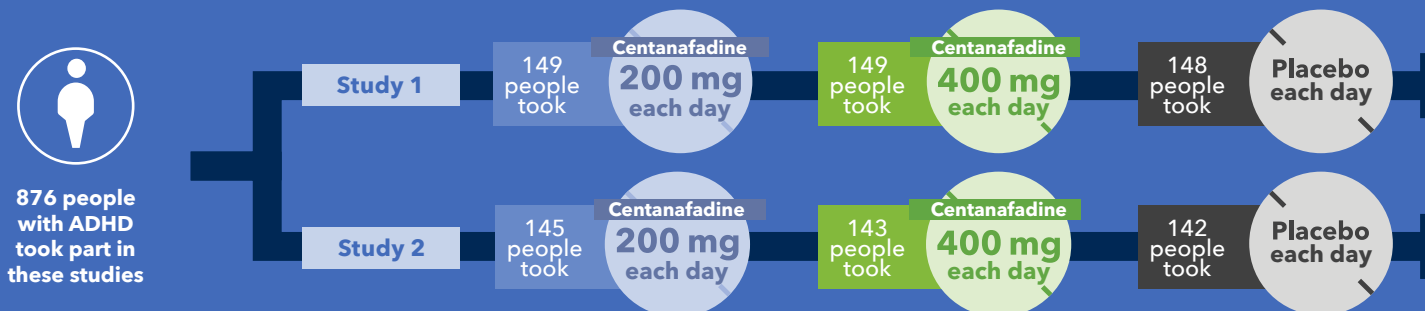 876 people
with ADHD
took part in
these studies
Study 1
149
people
took
Centanafadine
200 mg
each day
149
people
took
Centanafadine
400 mg
each day
148
people
took
Placebo
each day
Study 2
145
people
took
Centanafadine
200 mg
each day
143
people
took
Centanafadine
400 mg
each day
142
people
took
Placebo
each day